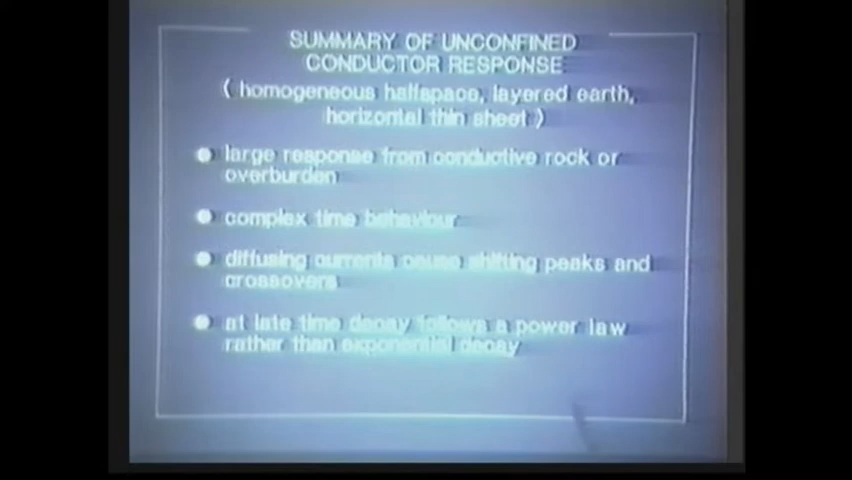 SUMMARY OF UNCONFINED
CONDUCTOR RESPONSE
( homogeneous halfspace, layered earth,
horizontal thin sheet )
large response from conductive rock or
overburden
complex time behaviour
diffusing currents cause shifting peaks and
crossovers
at late time decay follows a power law
rather than exponential decay